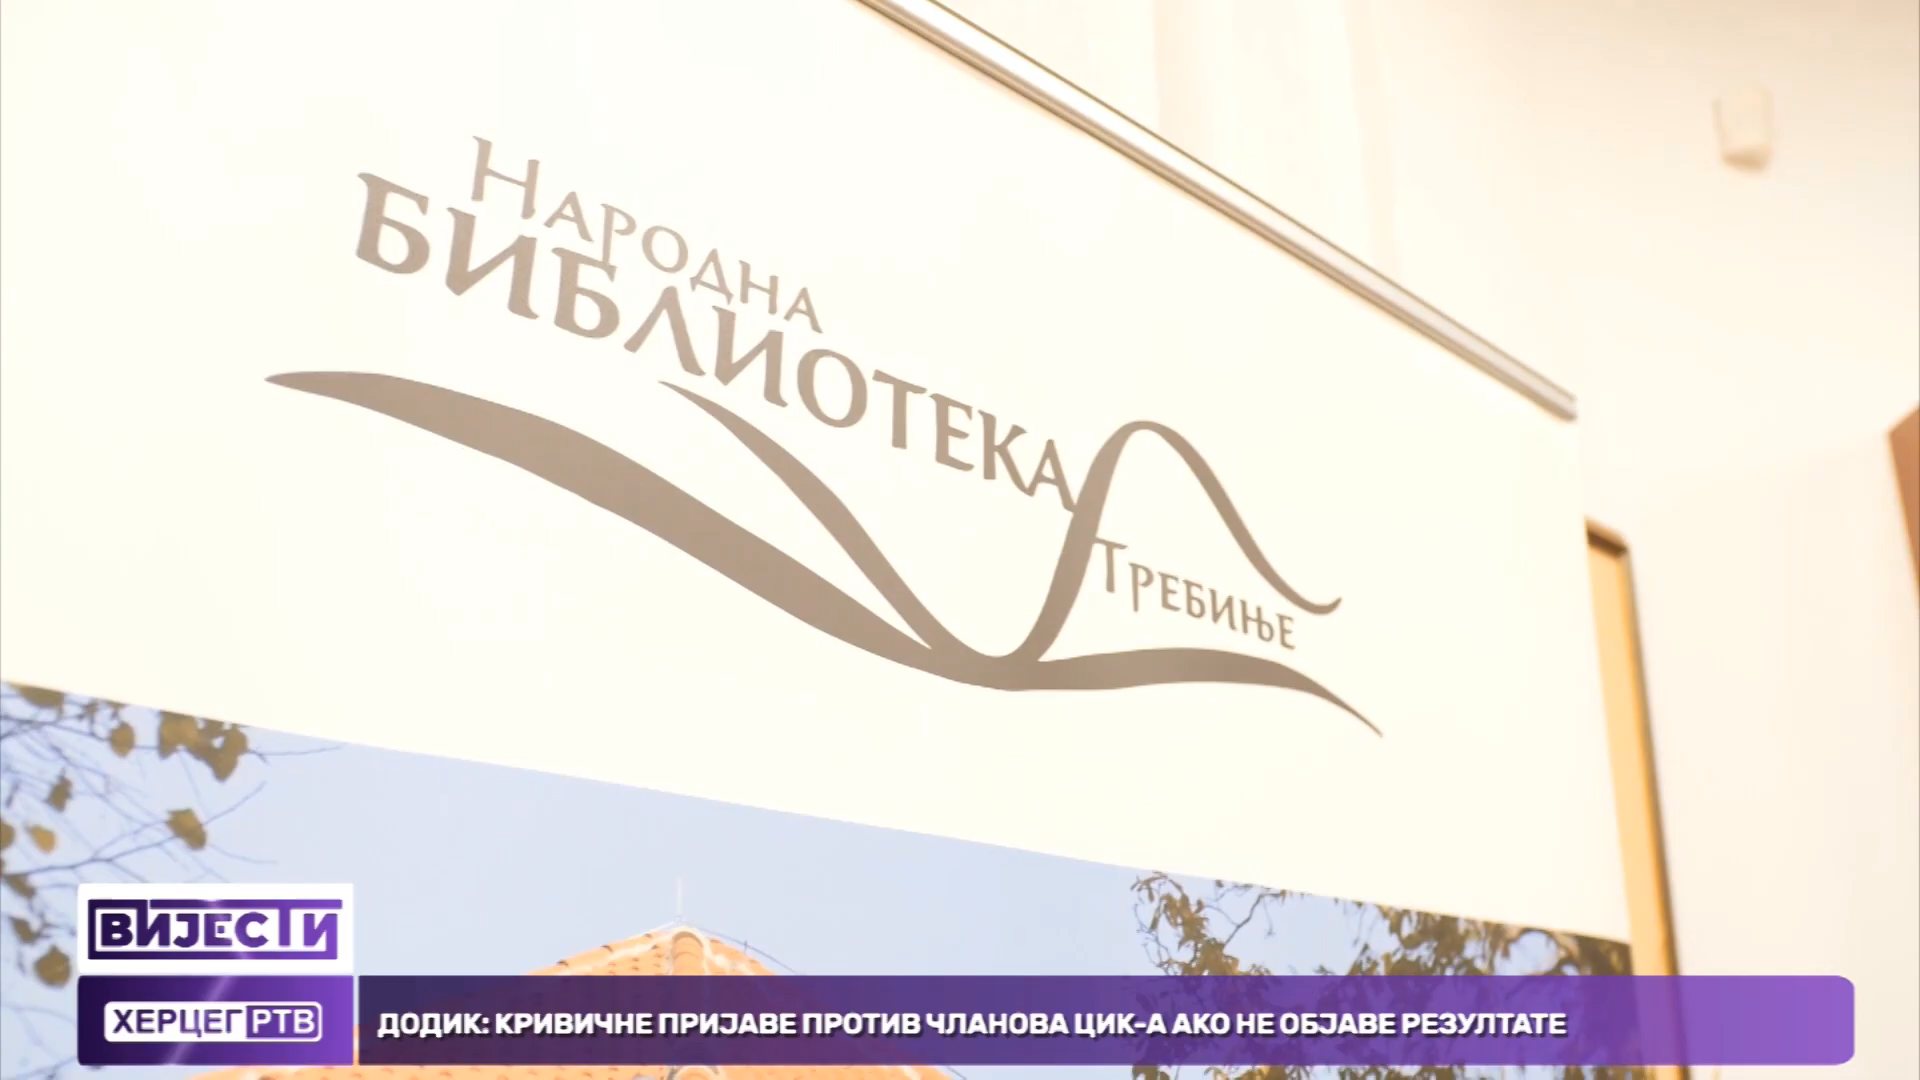 Народна
БИБЛИОТЕКА
Требиње
ВИЈЕСТИ
ХЕРЦЕГ РТВ
ДОДИК: КРИВИЧНЕ ПРИЈАВЕ ПРОТИВ ЧЛАНОВА ЦИК-А АКО НЕ ОБЈАВЕ РЕЗУЛТАТЕ